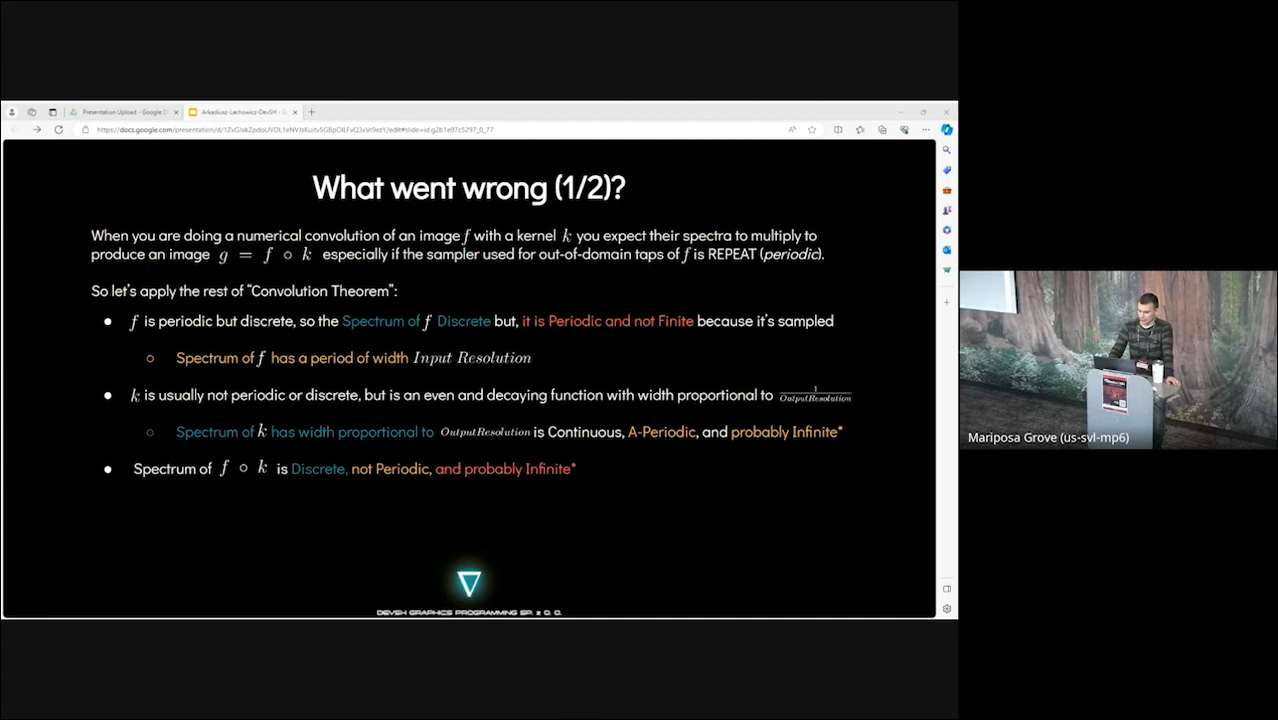 Presentation Upload - Google D
Arkadiusz-Lachowicz-DevSH - G
What went wrong (1/2)?
When you are doing a numerical convolution of an image f with a kernel k you expect their spectra to multiply to
produce an image g = f ∘ k especially if the sampler used for out-of-domain taps of f is REPEAT (periodic).
So let's apply the rest of "Convolution Theorem":
● f is periodic but discrete, so the Spectrum of f Discrete but, it is Periodic and not Finite because it's sampled
○ Spectrum of f has a period of width Input Resolution
● k is usually not periodic or discrete, but is an even and decaying function with width proportional to 1/OutputResolution
○ Spectrum of k has width proportional to OutputResolution is Continuous, A-Periodic, and probably Infinite*
● Spectrum of f ∘ k is Discrete, not Periodic, and probably Infinite*
DEVSH GRAPHICS PROGRAMMING SP. Z O. O.
Mariposa Grove (us-svl-mp6)